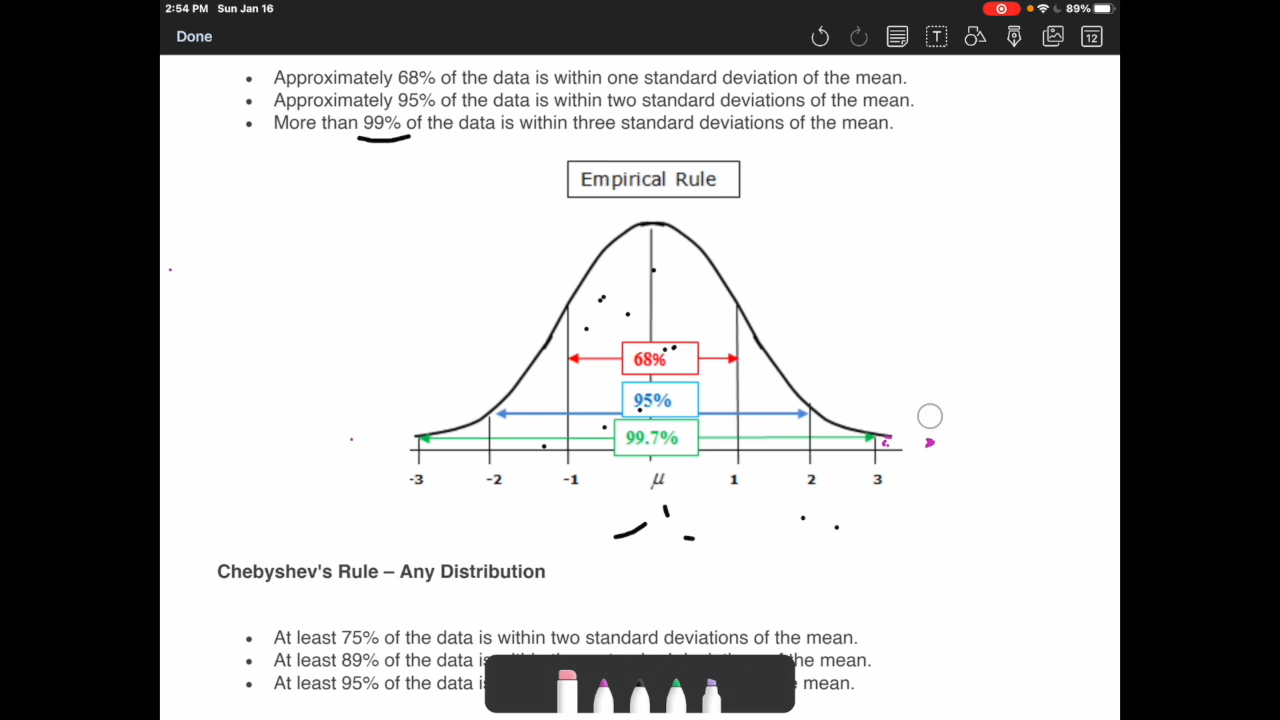 2:54 PM Sun Jan 16 89%
Done 12
• Approximately 68% of the data is within one standard deviation of the mean.
• Approximately 95% of the data is within two standard deviations of the mean.
• More than 99% of the data is within three standard deviations of the mean.
Empirical Rule
68%
95%
99.7%
-3 -2 -1 μ 1 2 3
Chebyshev's Rule – Any Distribution
• At least 75% of the data is within two standard deviations of the mean.
• At least 89% of the data is the mean.
• At least 95% of the data is mean.